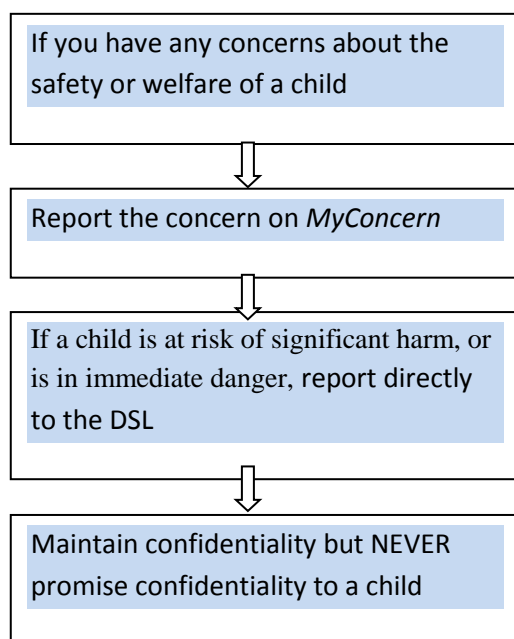 If you have any concerns about the
safety or welfare of a child
Report the concern on MyConcern
If a child is at risk of significant harm, or
is in immediate danger, report directly
to the DSL
Maintain confidentiality but NEVER
promise confidentiality to a child